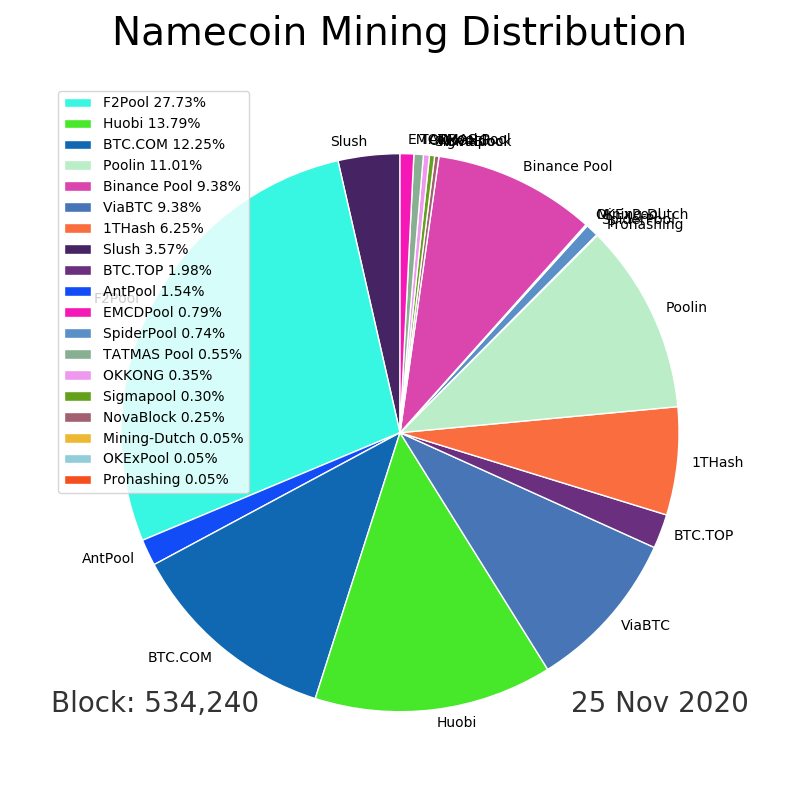 Namecoin Mining Distribution
F2Pool 27.73%
Huobi 13.79%
BTC.COM 12.25%
Poolin 11.01%
Binance Pool 9.38%
ViaBTC 9.38%
1THash 6.25%
Slush 3.57%
BTC.TOP 1.98%
AntPool 1.54%
EMCDPool 0.79%
SpiderPool 0.74%
TATMAS Pool 0.55%
OKKONG 0.35%
Sigmapool 0.30%
NovaBlock 0.25%
Mining-Dutch 0.05%
OKExPool 0.05%
Prohashing 0.05%
Slush
Binance Pool
Prohashing
F2Pool
Poolin
1THash
BTC.TOP
AntPool
ViaBTC
BTC.COM
Huobi
Block: 534,240
25 Nov 2020